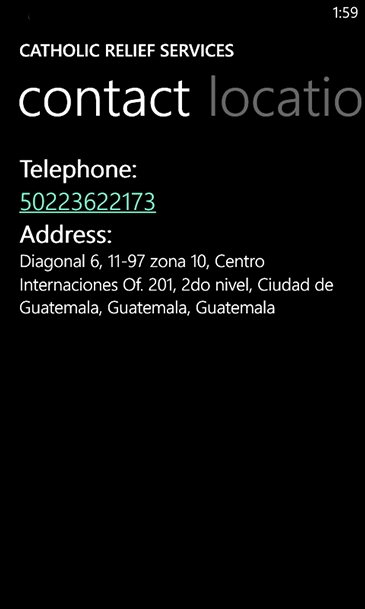 1:59
CATHOLIC RELIEF SERVICES
contact locatio
Telephone:
50223622173
Address:
Diagonal 6, 11-97 zona 10, Centro
Internaciones Of. 201, 2do nivel, Ciudad de
Guatemala, Guatemala, Guatemala